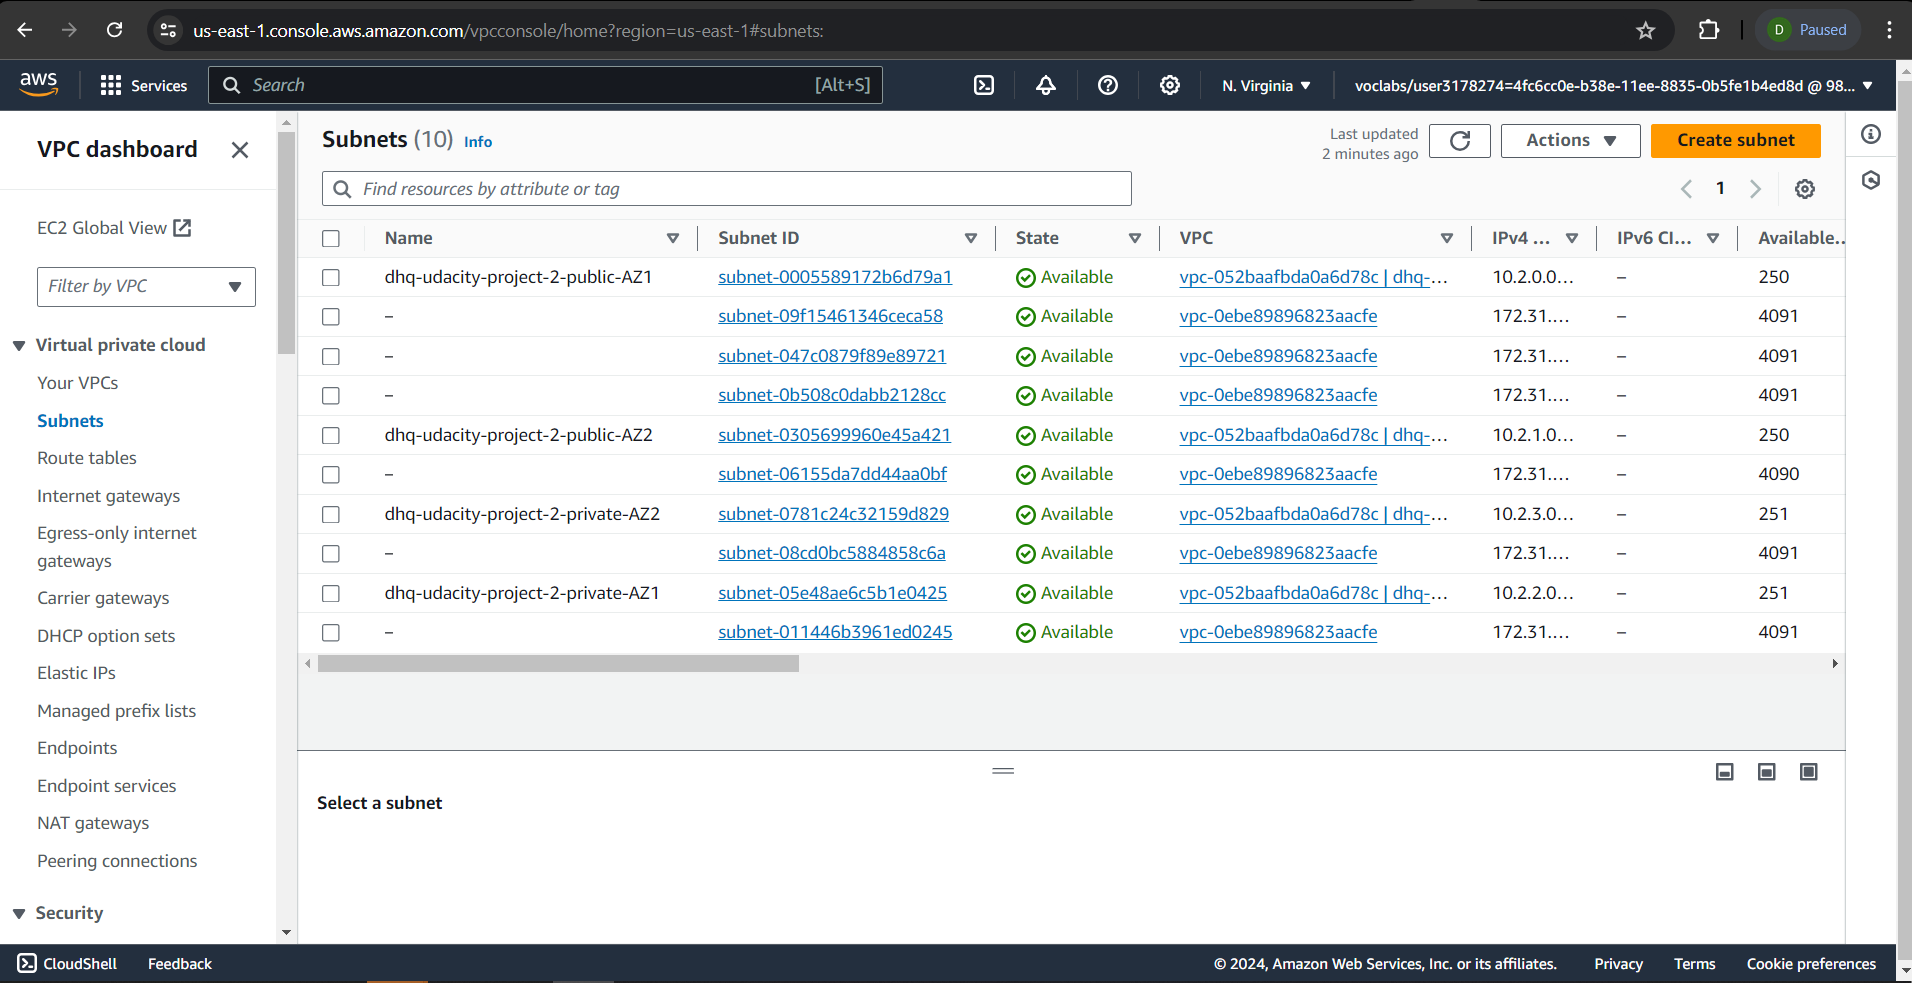 us-east-1.console.aws.amazon.com/vpcconsole/home?region=us-east-1#subnets:
D Paused
aws Services Search [Alt+S] N. Virginia voclabs/user3178274=4fc6cc0e-b38e-11ee-8835-0b5fe1b4ed8d @ 98...
VPC dashboard
EC2 Global View
Filter by VPC
Virtual private cloud
Your VPCs
Subnets
Route tables
Internet gateways
Egress-only internet
gateways
Carrier gateways
DHCP option sets
Elastic IPs
Managed prefix lists
Endpoints
Endpoint services
NAT gateways
Peering connections
Security
Subnets (10) Info
Last updated
2 minutes ago
Actions
Create subnet
Find resources by attribute or tag
1
Name Subnet ID State VPC IPv4 ... IPv6 CI... Available..
dhq-udacity-project-2-public-AZ1 subnet-0005589172b6d79a1 Available vpc-052baafbda0a6d78c | dhq-... 10.2.0.0... – 250
– subnet-09f15461346ceca58 Available vpc-0ebe89896823aacfe 172.31.... – 4091
– subnet-047c0879f89e89721 Available vpc-0ebe89896823aacfe 172.31.... – 4091
– subnet-0b508c0dabb2128cc Available vpc-0ebe89896823aacfe 172.31.... – 4091
dhq-udacity-project-2-public-AZ2 subnet-0305699960e45a421 Available vpc-052baafbda0a6d78c | dhq-... 10.2.1.0... – 250
– subnet-06155da7dd44aa0bf Available vpc-0ebe89896823aacfe 172.31.... – 4090
dhq-udacity-project-2-private-AZ2 subnet-0781c24c32159d829 Available vpc-052baafbda0a6d78c | dhq-... 10.2.3.0... – 251
– subnet-08cd0bc5884858c6a Available vpc-0ebe89896823aacfe 172.31.... – 4091
dhq-udacity-project-2-private-AZ1 subnet-05e48ae6c5b1e0425 Available vpc-052baafbda0a6d78c | dhq-... 10.2.2.0... – 251
– subnet-011446b3961ed0245 Available vpc-0ebe89896823aacfe 172.31.... – 4091
Select a subnet
CloudShell Feedback © 2024, Amazon Web Services, Inc. or its affiliates. Privacy Terms Cookie preferences